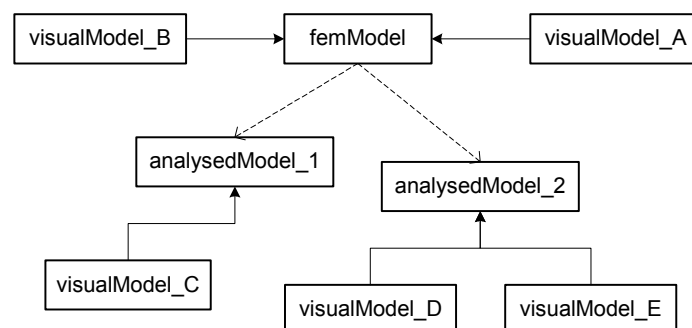 visualModel_B
femModel
visualModel_A
analysedModel_1
analysedModel_2
visualModel_C
visualModel_D
visualModel_E